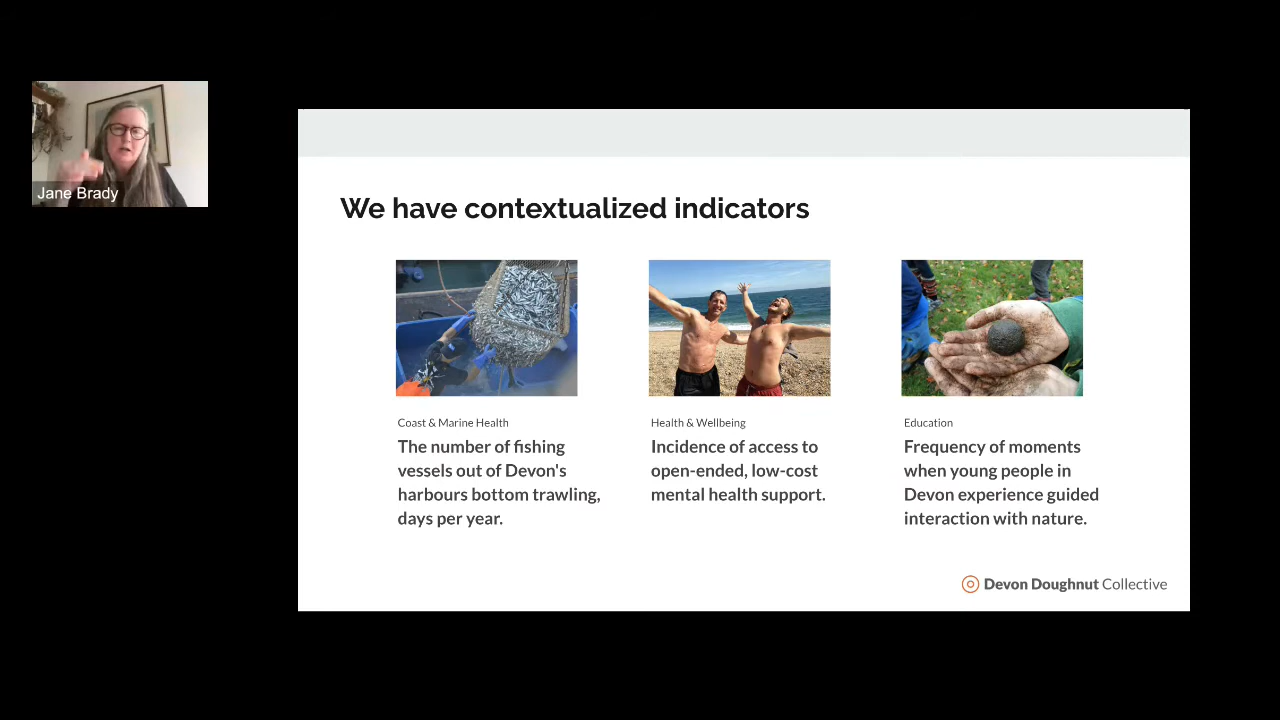 Jane Brady
We have contextualized indicators
Coast & Marine Health
The number of fishing
vessels out of Devon's
harbours bottom trawling,
days per year.
Health & Wellbeing
Incidence of access to
open-ended, low-cost
mental health support.
Education
Frequency of moments
when young people in
Devon experience guided
interaction with nature.
Devon Doughnut Collective